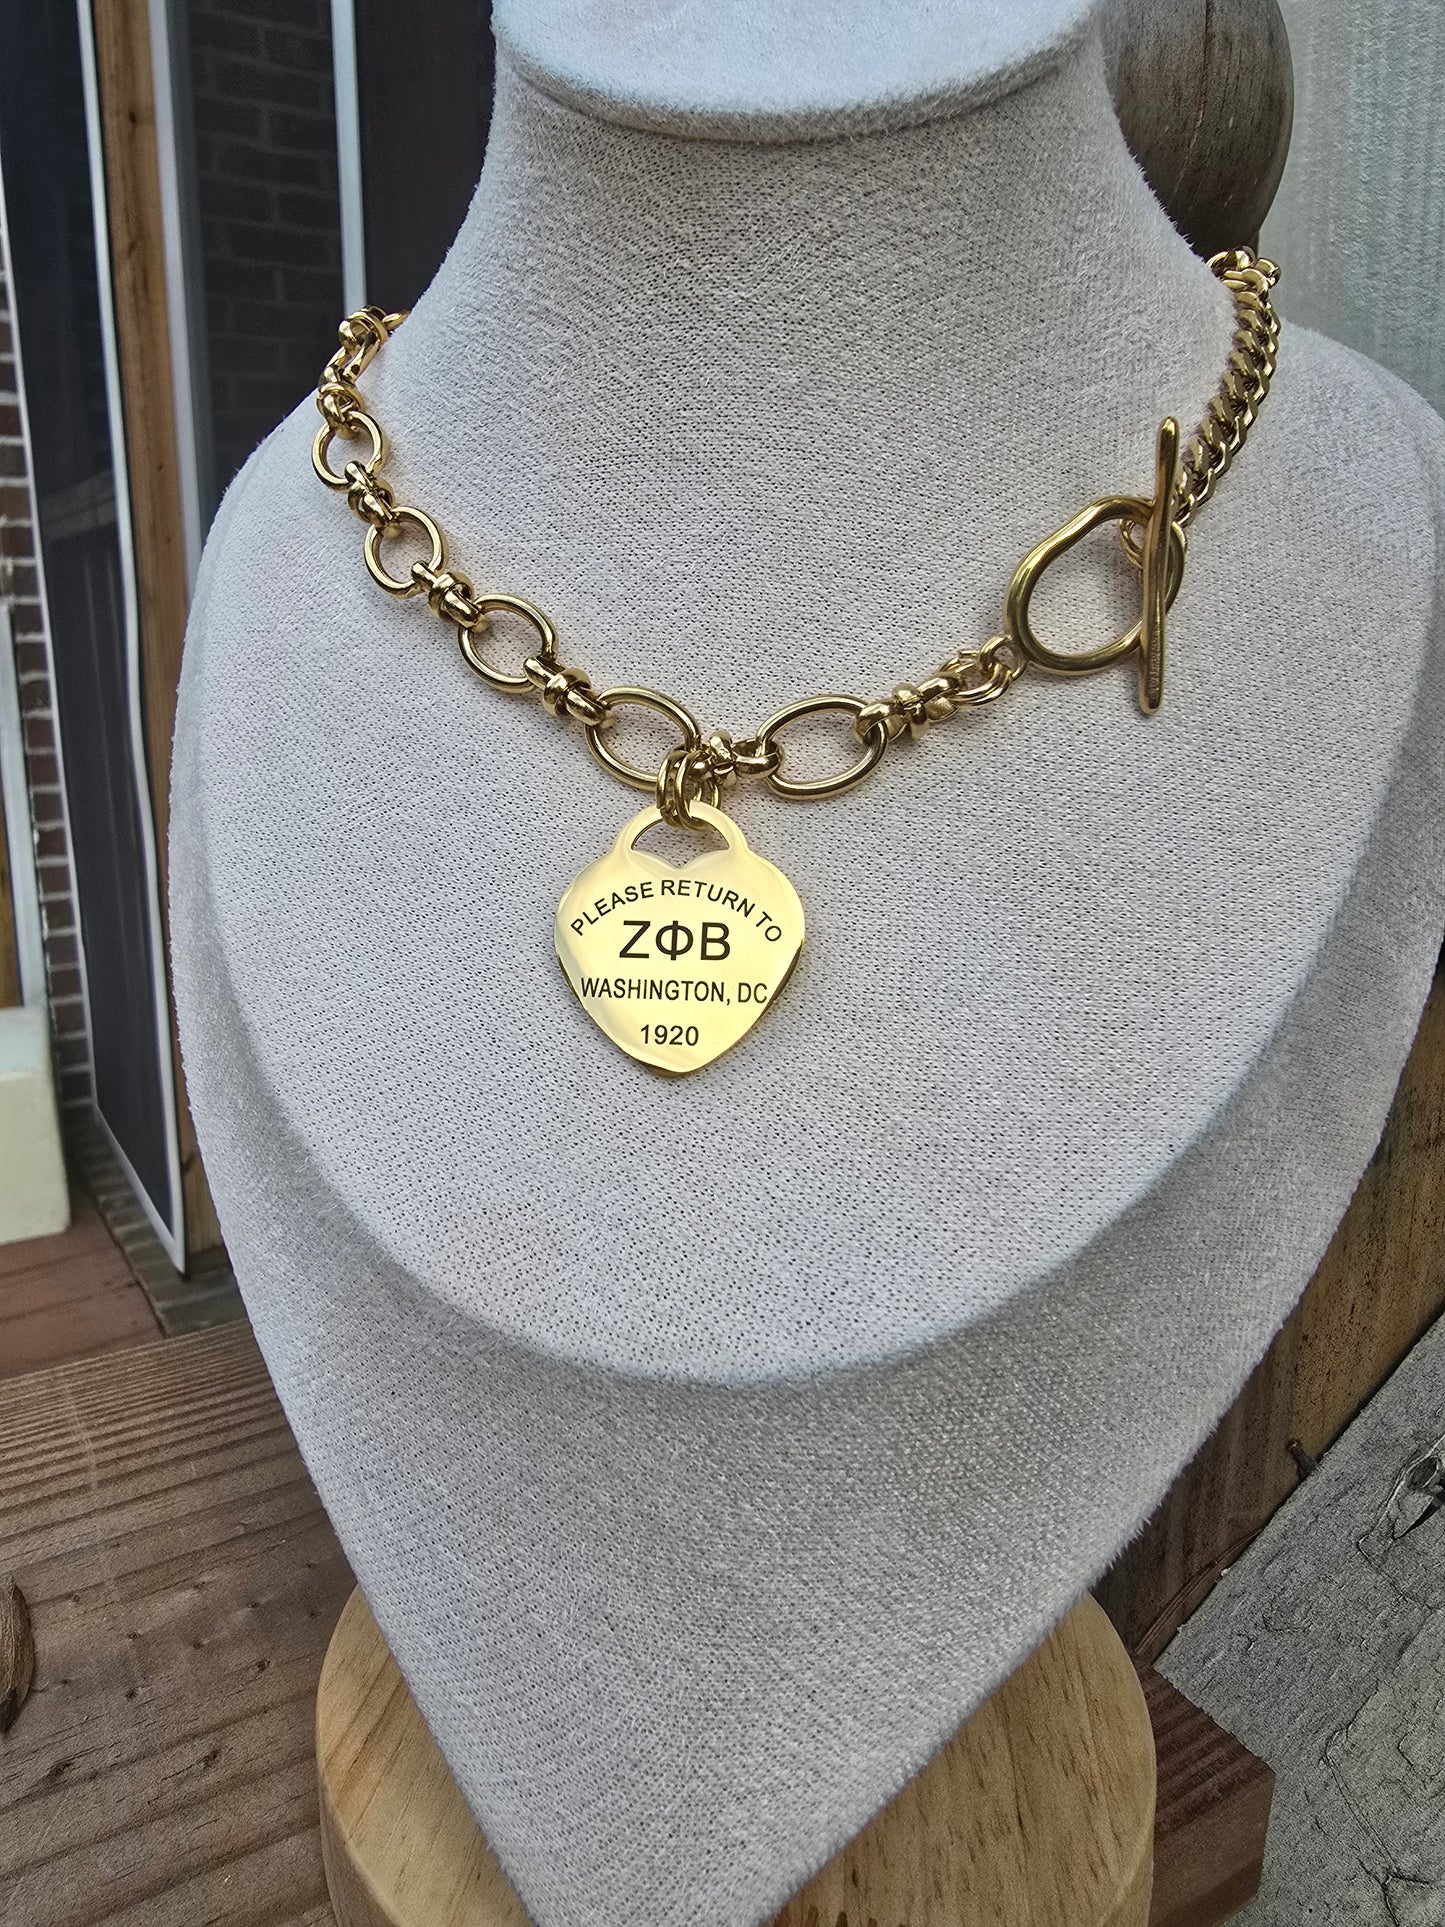 PLEASE RETURN TO
ΖΦΒ
WASHINGTON, DC
1920